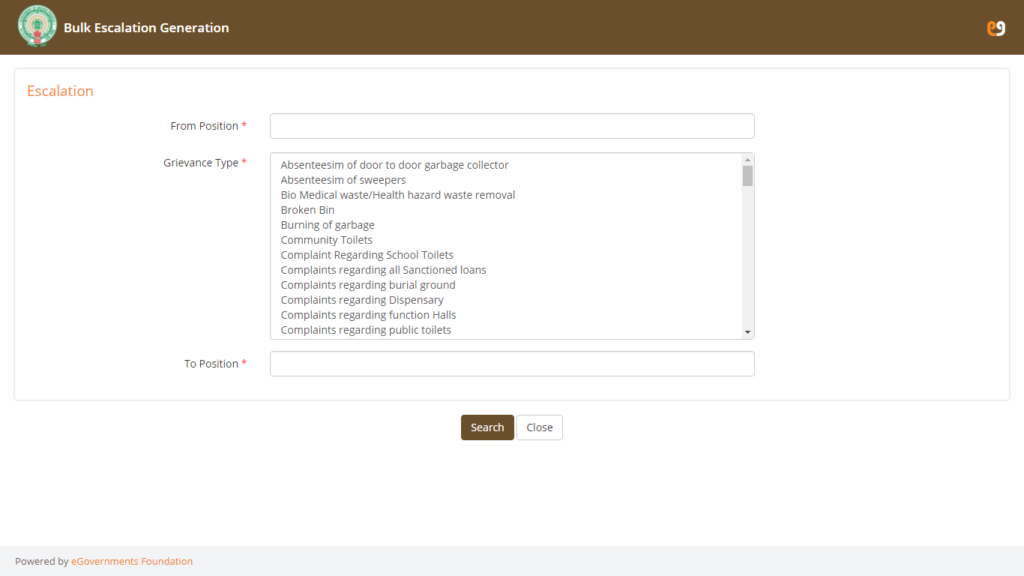 Bulk Escalation Generation
Escalation
From Position *
Grievance Type *
Absenteesim of door to door garbage collector
Absenteesim of sweepers
Bio Medical waste/Health hazard waste removal
Broken Bin
Burning of garbage
Community Toilets
Complaint Regarding School Toilets
Complaints regarding all Sanctioned loans
Complaints regarding burial ground
Complaints regarding Dispensary
Complaints regarding function Halls
Complaints regarding public toilets
To Position *
Search Close
Powered by eGovernments Foundation